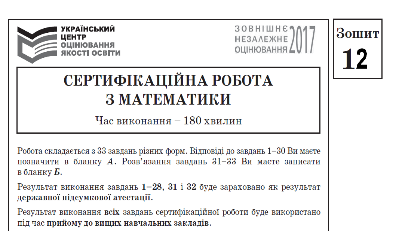 УКРАЇНСЬКИЙ
ЦЕНТР
ОЦІНЮВАННЯ
ЯКОСТІ ОСВІТИ
ЗОВНІШНЄ
НЕЗАЛЕЖНЕ
ОЦІНЮВАННЯ 2017
Зошит
12
СЕРТИФІКАЦІЙНА РОБОТА
З МАТЕМАТИКИ
Час виконання – 180 хвилин
Робота складається з 33 завдань різних форм. Відповіді до завдань 1–30 Ви маєте
позначити в бланку А. Розв'язання завдань 31–33 Ви маєте записати
в бланку Б.
Результат виконання завдань 1–28, 31 і 32 буде зараховано як результат
державної підсумкової атестації.
Результат виконання всіх завдань сертифікаційної роботи буде використано
під час прийому до вищих навчальних закладів.